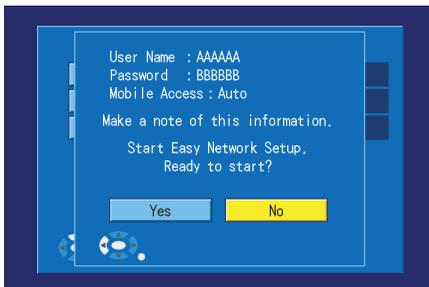 User Name : AAAAAA
Password : BBBBBB
Mobile Access : Auto
Make a note of this information.
Start Easy Network Setup.
Ready to start?
Yes No